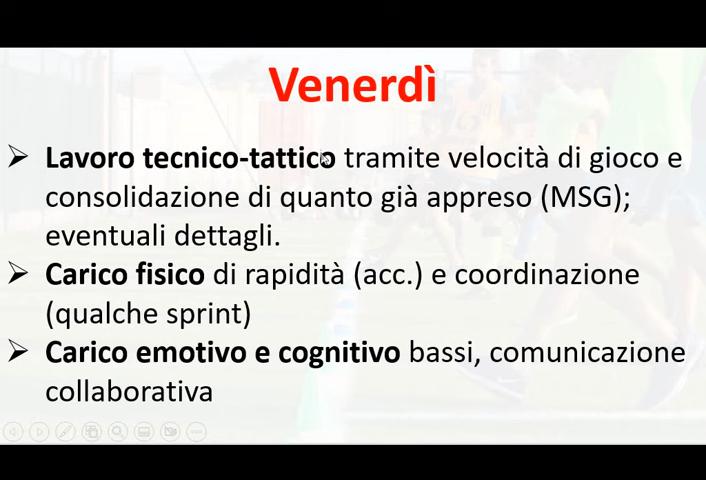 Venerdì
Lavoro tecnico-tattico tramite velocità di gioco e
consolidazione di quanto già appreso (MSG);
eventuali dettagli.
Carico fisico di rapidità (acc.) e coordinazione
(qualche sprint)
Carico emotivo e cognitivo bassi, comunicazione
collaborativa